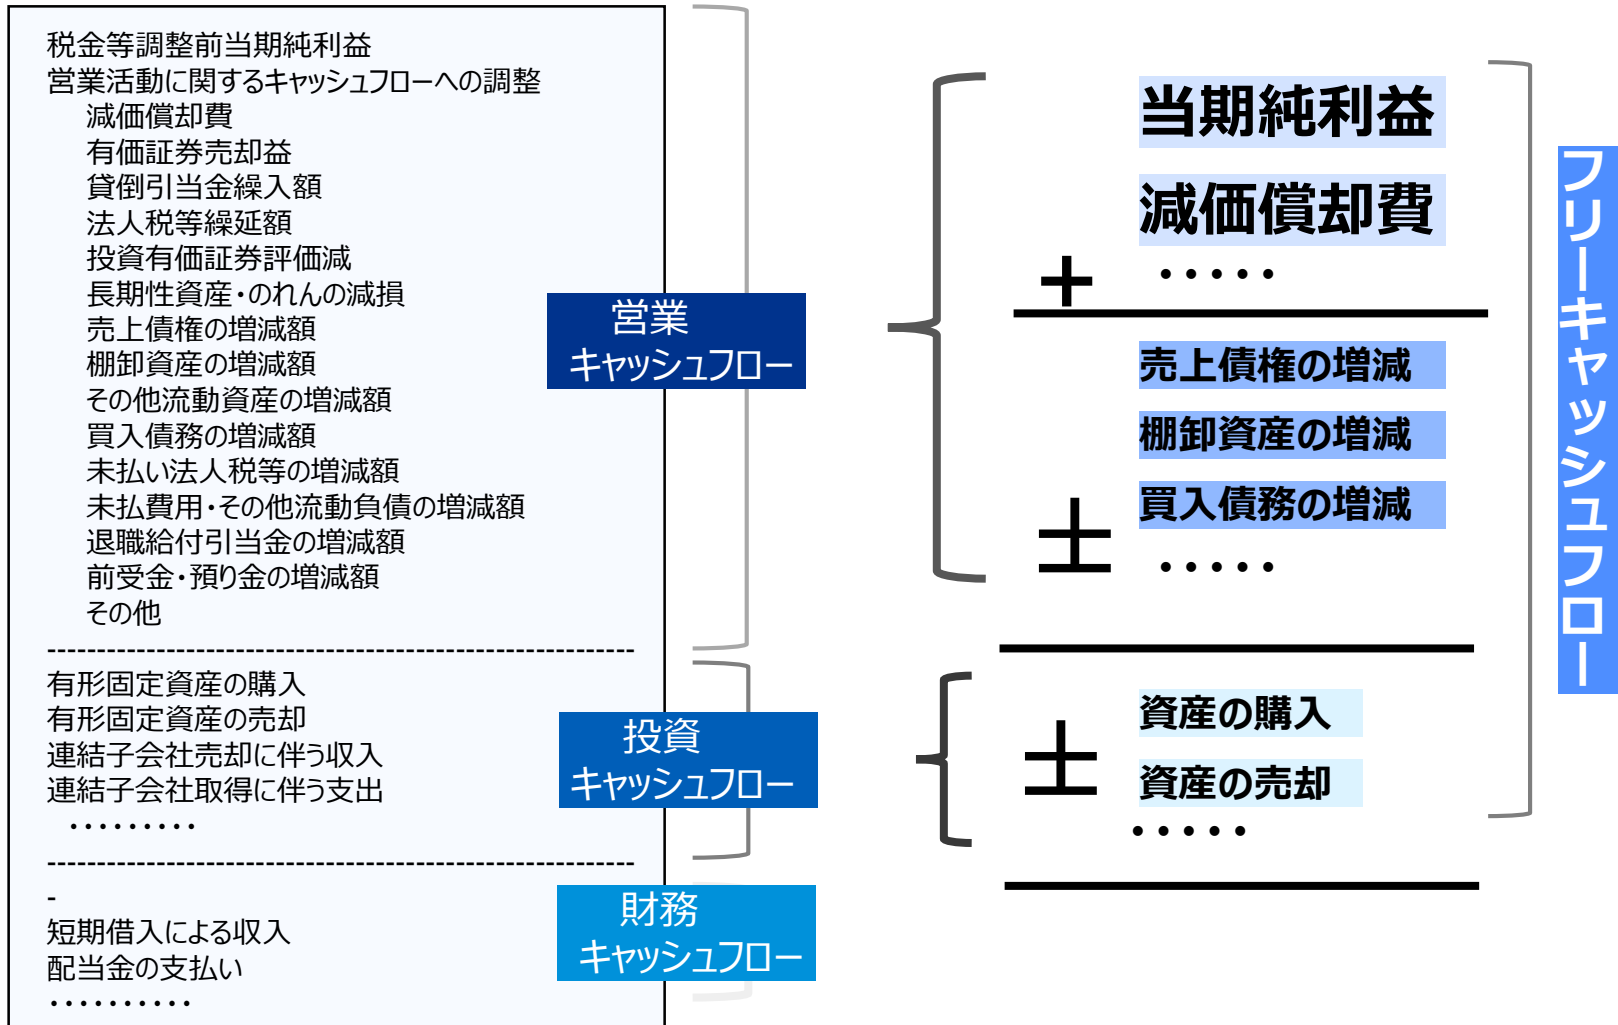 税金等調整前当期純利益
営業活動に関するキャッシュフローへの調整
減価償却費
有価証券売却益
貸倒引当金繰入額
法人税等繰延額
投資有価証券評価減
長期性資産・のれんの減損
売上債権の増減額
棚卸資産の増減額
その他流動資産の増減額
買入債務の増減額
未払い法人税等の増減額
未払費用・その他流動負債の増減額
退職給付引当金の増減額
前受金・預り金の増減額
その他
-----------------------------------------------------------
有形固定資産の購入
有形固定資産の売却
連結子会社売却に伴う収入
連結子会社取得に伴う支出
・・・・・・・・・
-----------------------------------------------------------
-
短期借入による収入
配当金の支払い
・・・・・・・・・・
営業
キャッシュフロー
投資
キャッシュフロー
財務
キャッシュフロー
当期純利益
減価償却費
+
・・・・・
売上債権の増減
棚卸資産の増減
買入債務の増減
±
・・・・・
資産の購入
±
資産の売却
・・・・・
フリーキャッシュフロー